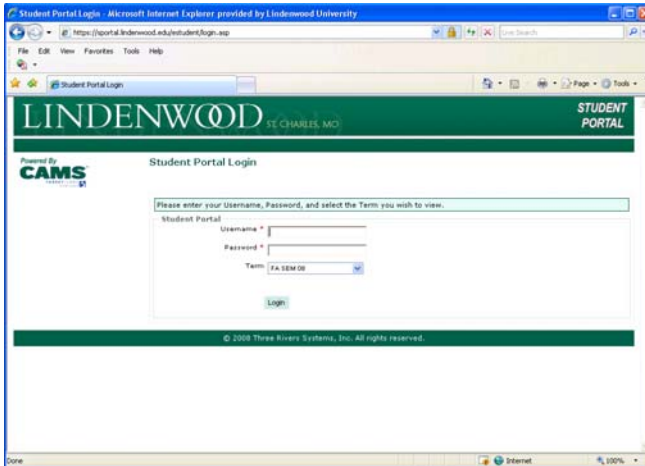 Student Portal Login - Microsoft Internet Explorer provided by Lindenwood University
https://sportal.lindenwood.edu/estudent/login.asp
Live Search
File Edit View Favorites Tools Help
Student Portal Login
Page Tools
LINDENWOOD ST. CHARLES, MO
STUDENT
PORTAL
Powered By
CAMS
Student Portal Login
Please enter your Username, Password, and select the Term you wish to view.
Student Portal
Username *
Password *
Term FA SEM 08
Login
© 2008 Three Rivers Systems, Inc. All rights reserved.
Done Internet 100%